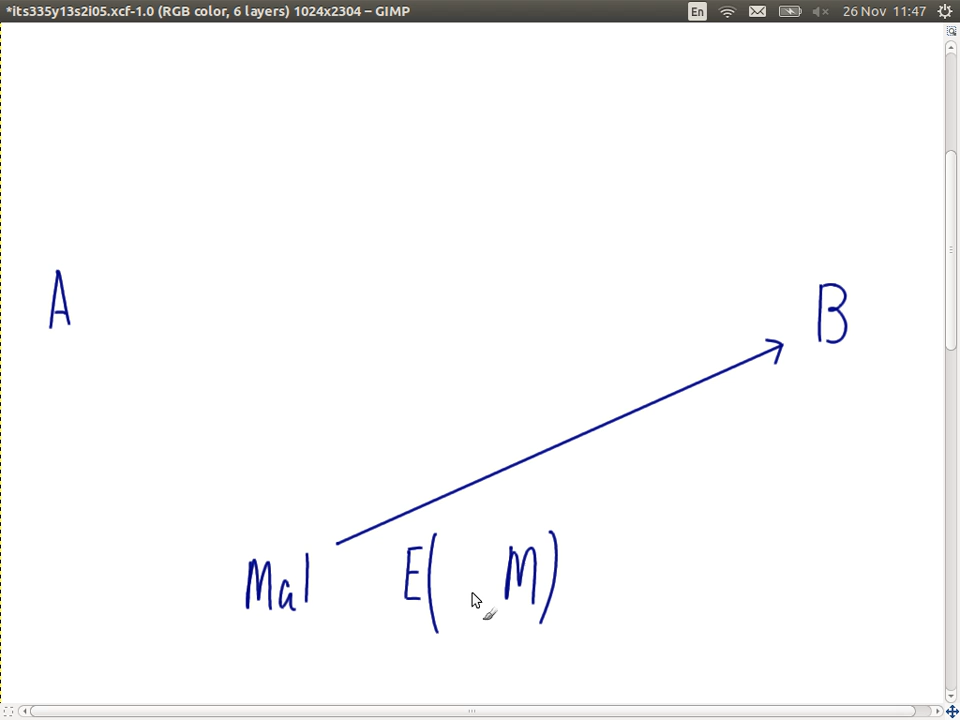 *its335y13s2i05.xcf-1.0 (RGB color, 6 layers) 1024x2304 – GIMP En 26 Nov 11:47
A
B
Mal E( , M)